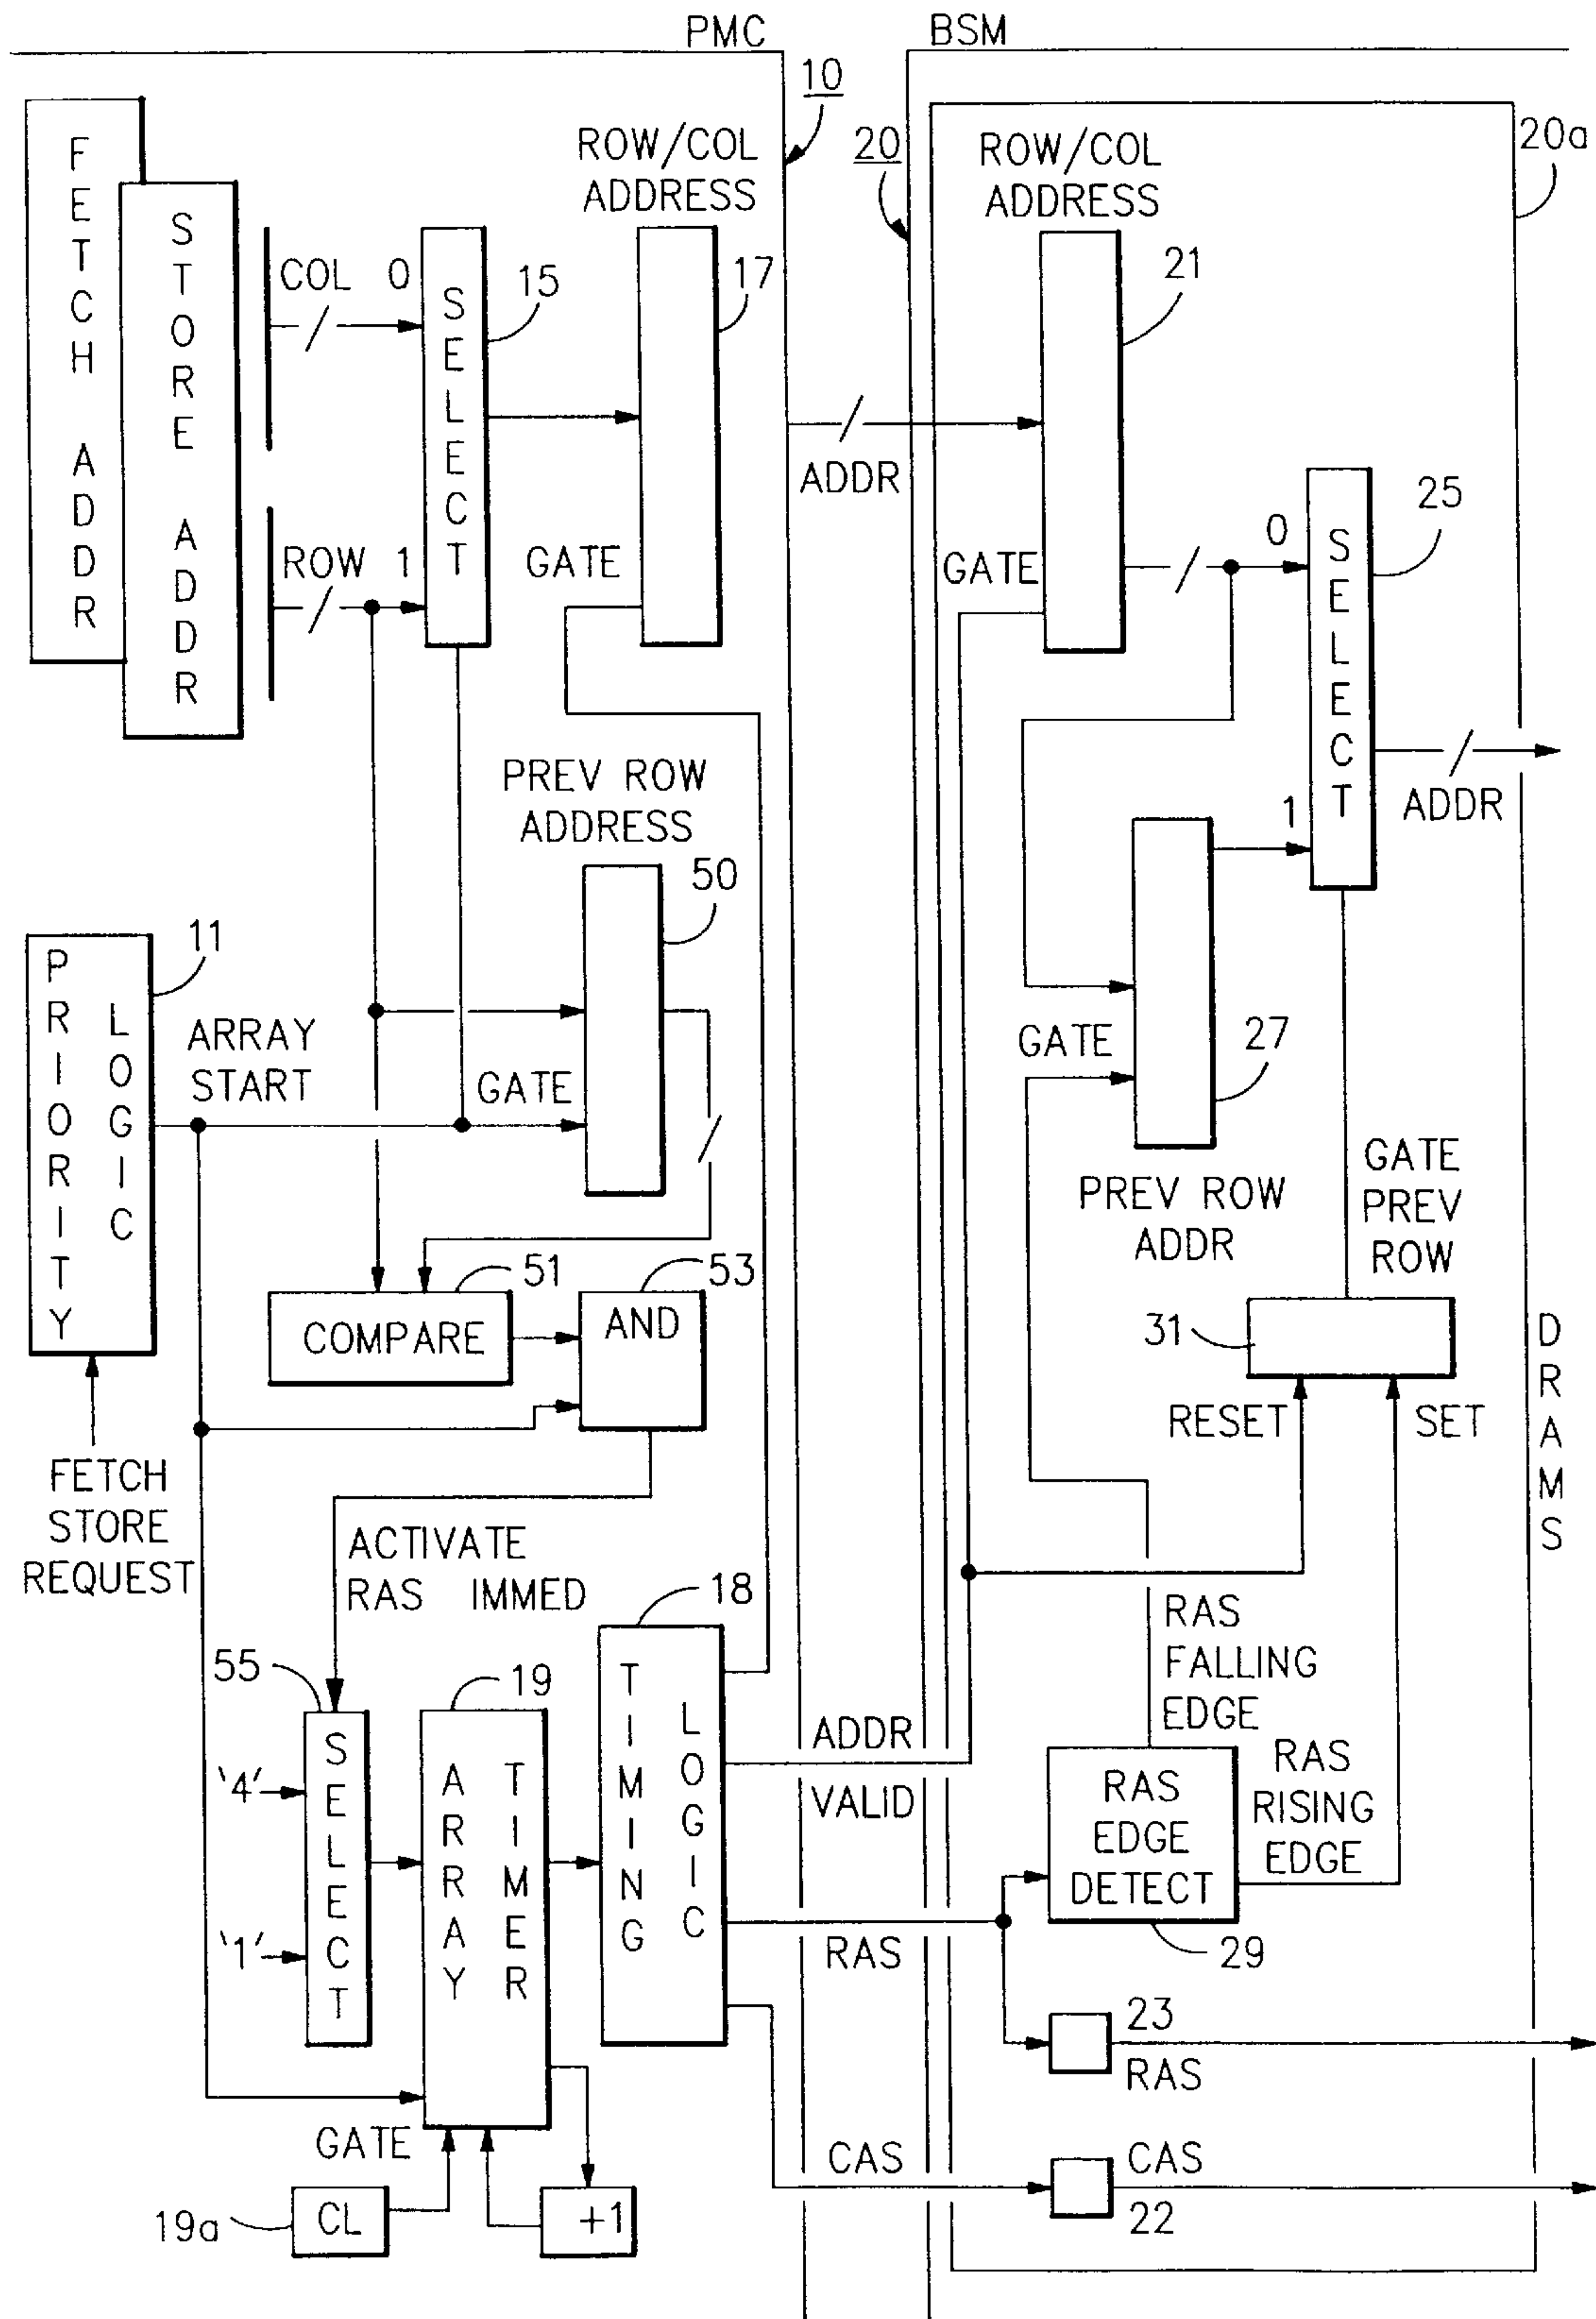 PMC
BSM
10
20
20a
FETCH ADDR
STORE ADDR
COL
0
SELECT
15
ROW/COL
ADDRESS
17
ROW
1
GATE
ADDR
ROW/COL
ADDRESS
21
GATE
0
SELECT
25
1
ADDR
PREV ROW
ADDRESS
50
GATE
27
PREV ROW
ADDR
GATE
PREV
ROW
PRIORITY
LOGIC
11
ARRAY
START
GATE
COMPARE
51
AND
53
31
RESET
SET
DRAMS
FETCH
STORE
REQUEST
ACTIVATE
RAS IMMED
55
SELECT
'4'
'1'
19
ARRAY
TIMER
18
TIMING
LOGIC
ADDR
VALID
RAS
RAS
FALLING
EDGE
RAS
EDGE
DETECT
29
RAS
RISING
EDGE
23
RAS
GATE
19a
CL
+1
CAS
CAS
22